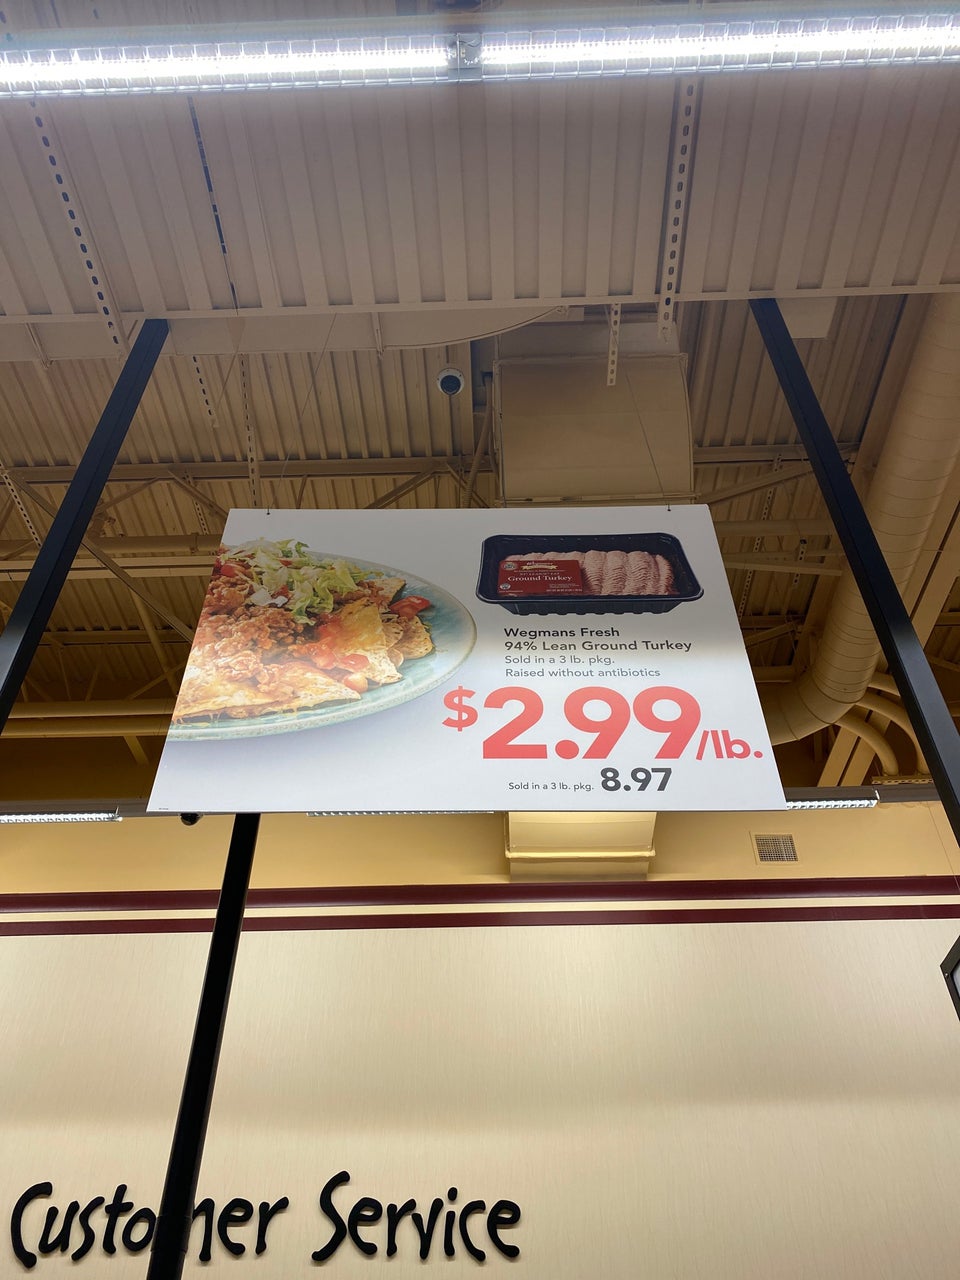 Wegmans
Ground Turkey
Wegmans Fresh
94% Lean Ground Turkey
Sold in a 3 lb. pkg.
Raised without antibiotics
$2.99/lb.
Sold in a 3 lb. pkg. 8.97
Customer Service